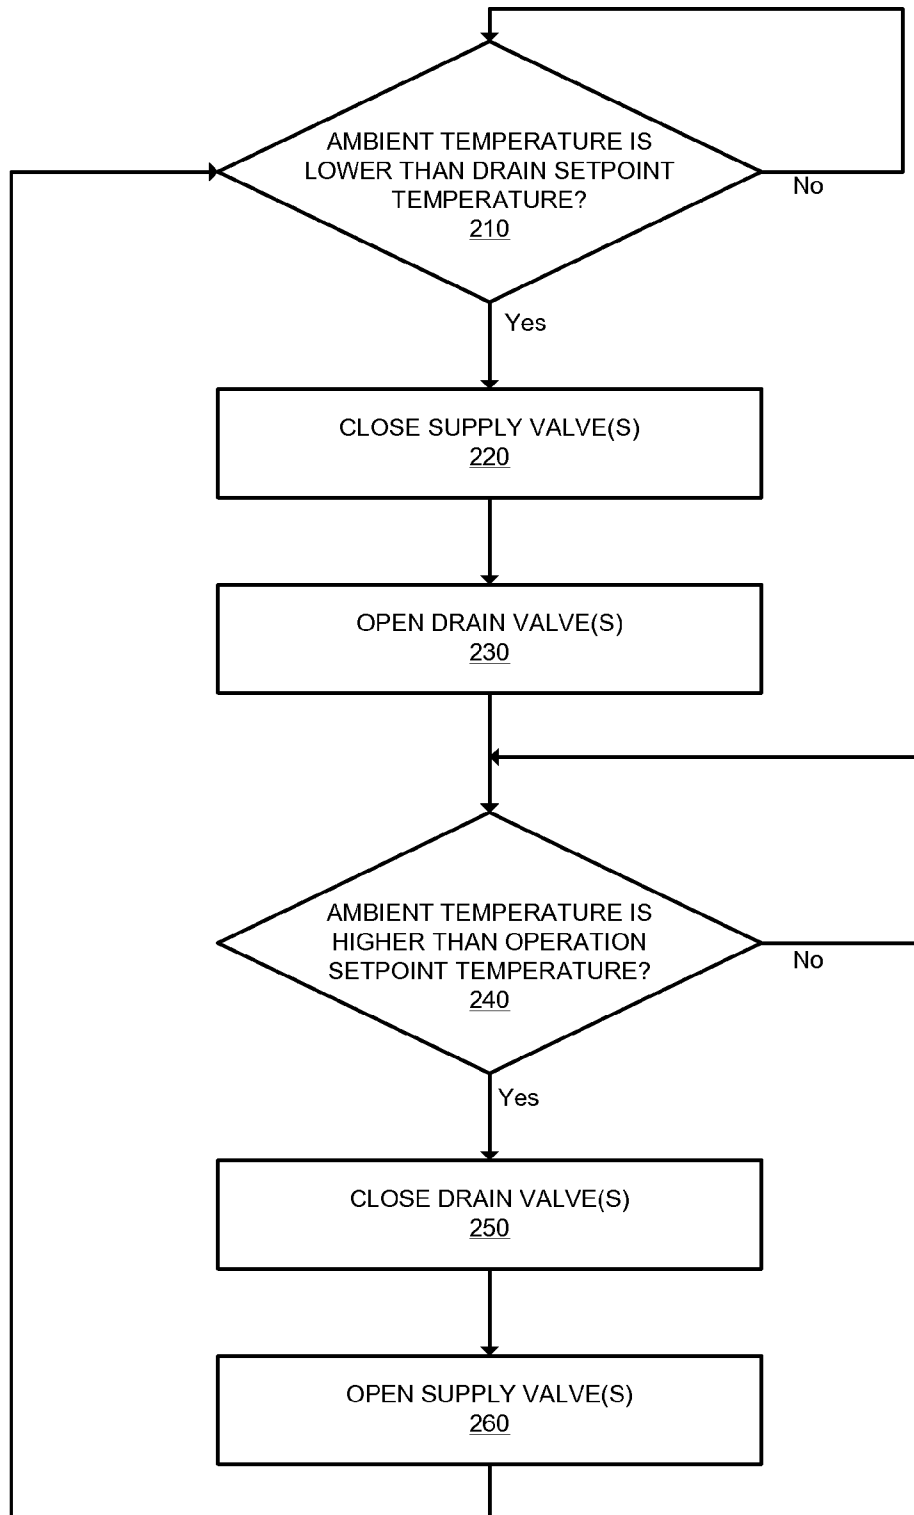 AMBIENT TEMPERATURE IS
LOWER THAN DRAIN SETPOINT
TEMPERATURE?
210
No
Yes
CLOSE SUPPLY VALVE(S)
220
OPEN DRAIN VALVE(S)
230
AMBIENT TEMPERATURE IS
HIGHER THAN OPERATION
SETPOINT TEMPERATURE?
240
No
Yes
CLOSE DRAIN VALVE(S)
250
OPEN SUPPLY VALVE(S)
260